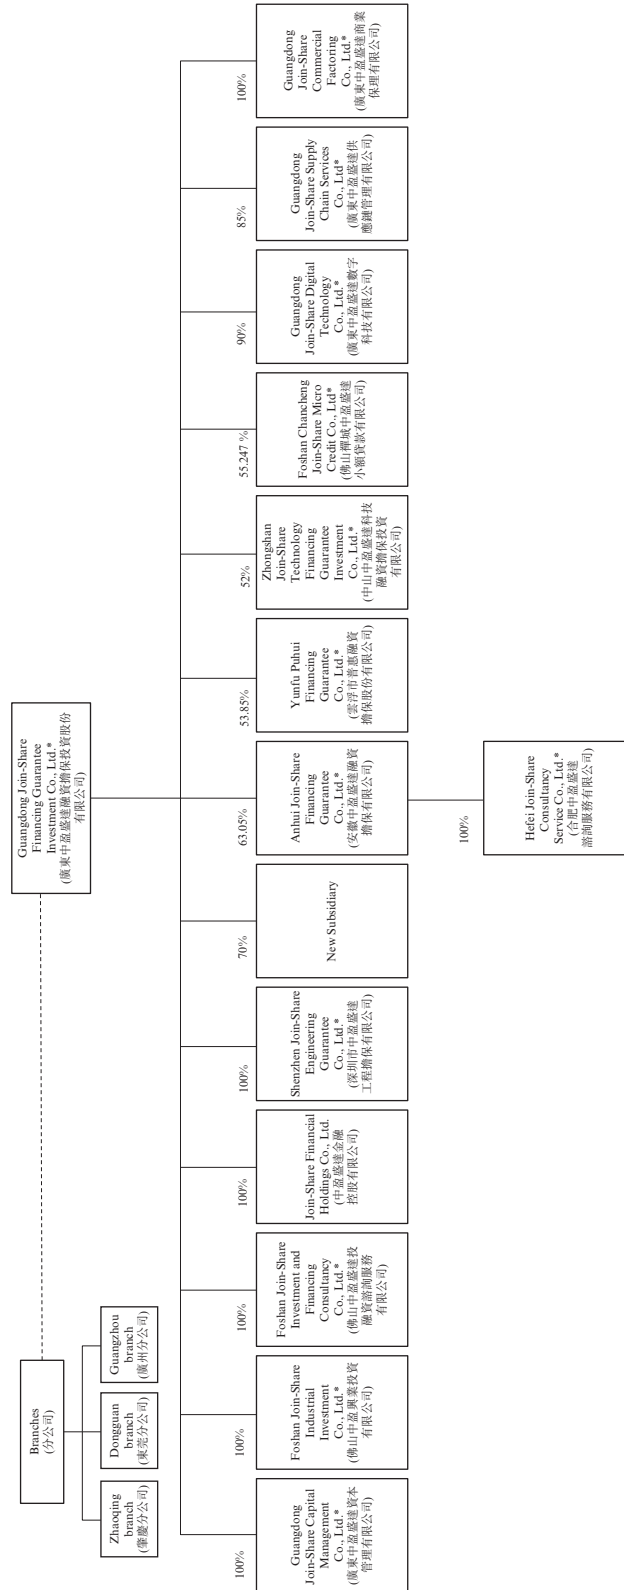 Guangdong Join-Share
Financing Guarantee
Investment Co., Ltd.*
(廣東中盈盛達融資擔保投資股份
有限公司)
Branches
(分公司)
Zhaoqing
branch
(肇慶分公司)
Dongguan
branch
(東莞分公司)
Guangzhou
branch
(廣州分公司)
100%
100%
100%
100%
100%
70%
63.05%
53.85%
52%
55.247 %
90%
85%
100%
Guangdong
Join-Share Capital
Management
Co., Ltd.*
(廣東中盈盛達資本
管理有限公司)
Foshan Join-Share
Industrial
Investment
Co., Ltd.*
(佛山中盈興業投資
有限公司)
Foshan Join-Share
Investment and
Financing
Consultancy
Co., Ltd.*
(佛山中盈盛達投
融資諮詢服務
有限公司)
Join-Share Financial
Holdings Co., Ltd.
(中盈盛達金融
控股有限公司)
Shenzhen Join-Share
Engineering
Guarantee
Co., Ltd.*
(深圳市中盈盛達
工程擔保有限公司)
New Subsidiary
Anhui Join-Share
Financing
Guarantee
Co., Ltd.*
(安徽中盈盛達融資
擔保有限公司)
Yunfu Puhui
Financing
Guarantee
Co., Ltd.*
(雲浮市普惠融資
擔保股份有限公司)
Zhongshan
Join-Share
Technology
Financing
Guarantee
Investment
Co., Ltd.*
(中山中盈盛達科技
融資擔保投資
有限公司)
Foshan Chancheng
Join-Share Micro
Credit Co., Ltd*
(佛山禪城中盈盛達
小額貸款有限公司)
Guangdong
Join-Share Digital
Technology
Co., Ltd.*
(廣東中盈盛達數字
科技有限公司)
Guangdong
Join-Share Supply
Chain Services
Co., Ltd*
(廣東中盈盛達供
應鏈管理有限公司)
Guangdong
Join-Share
Commercial
Factoring
Co., Ltd.*
(廣東中盈盛達商業
保理有限公司)
100%
Hefei Join-Share
Consultancy
Service Co., Ltd.*
(合肥中盈盛達
諮詢服務有限公司)